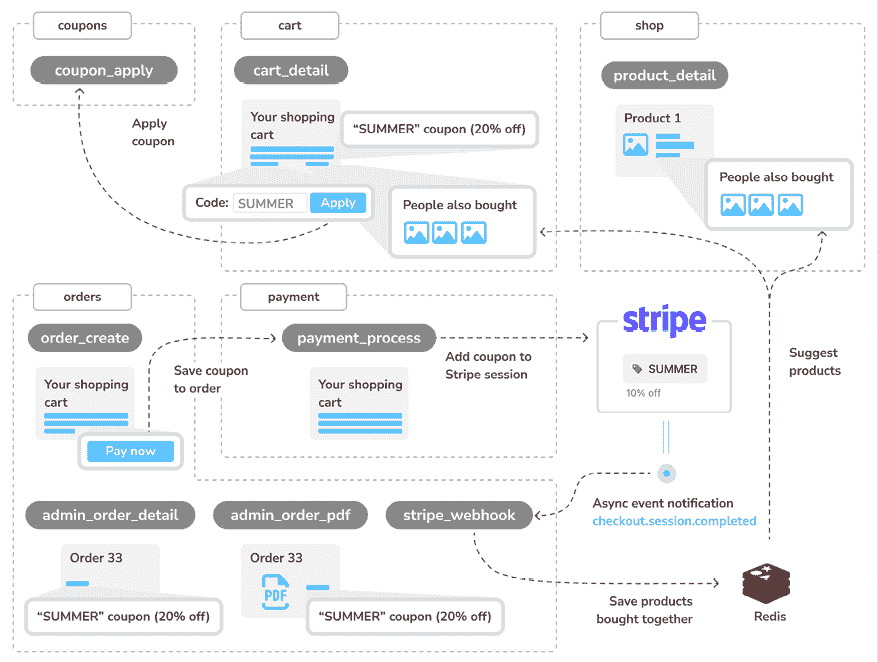 coupons
cart
shop
coupon_apply
cart_detail
product_detail
Your shopping
cart
"SUMMER" coupon (20% off)
Product 1
Apply
coupon
Code:
SUMMER
Apply
People also bought
People also bought
orders
payment
order_create
payment_process
stripe
Your shopping
cart
Pay now
Save coupon
to order
Your shopping
cart
Add coupon to
Stripe session
SUMMER
10% off
Suggest
products
admin_order_detail
admin_order_pdf
stripe_webhook
Async event notification
checkout.session.completed
Order 33
"SUMMER" coupon (20% off)
Order 33
PDF
"SUMMER" coupon (20% off)
Save products
bought together
Redis